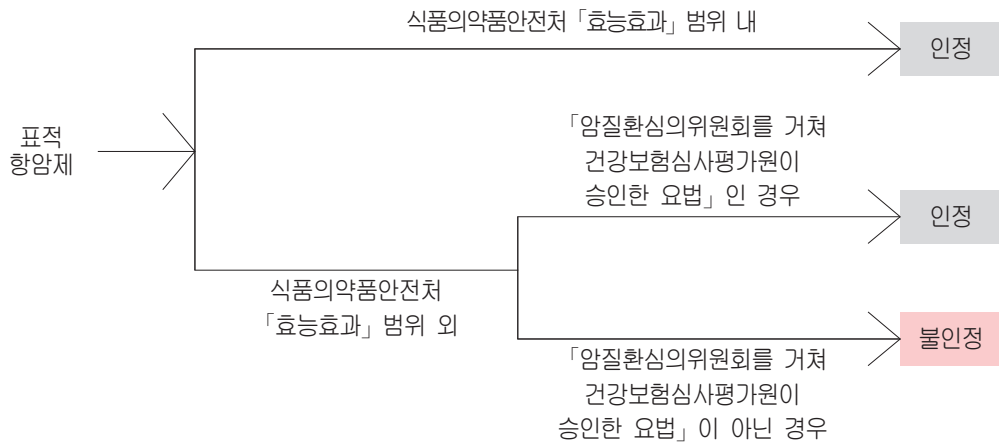 식품의약품안전처 「효능효과」 범위 내
인정
표적
항암제
「암질환심의위원회를 거쳐
건강보험심사평가원이
승인한 요법」 인 경우
인정
식품의약품안전처
「효능효과」 범위 외
불인정
「암질환심의위원회를 거쳐
건강보험심사평가원이
승인한 요법」이 아닌 경우